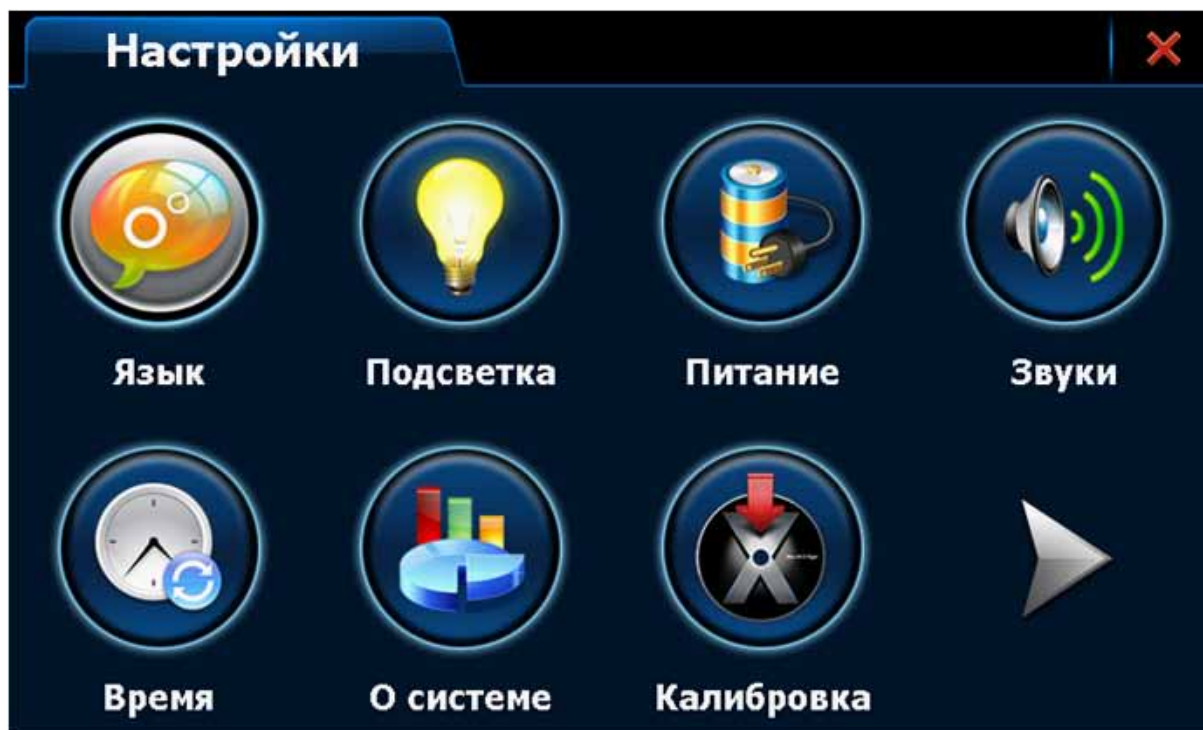 Настройки
Язык
Подсветка
Питание
Звуки
Время
О системе
Калибровка